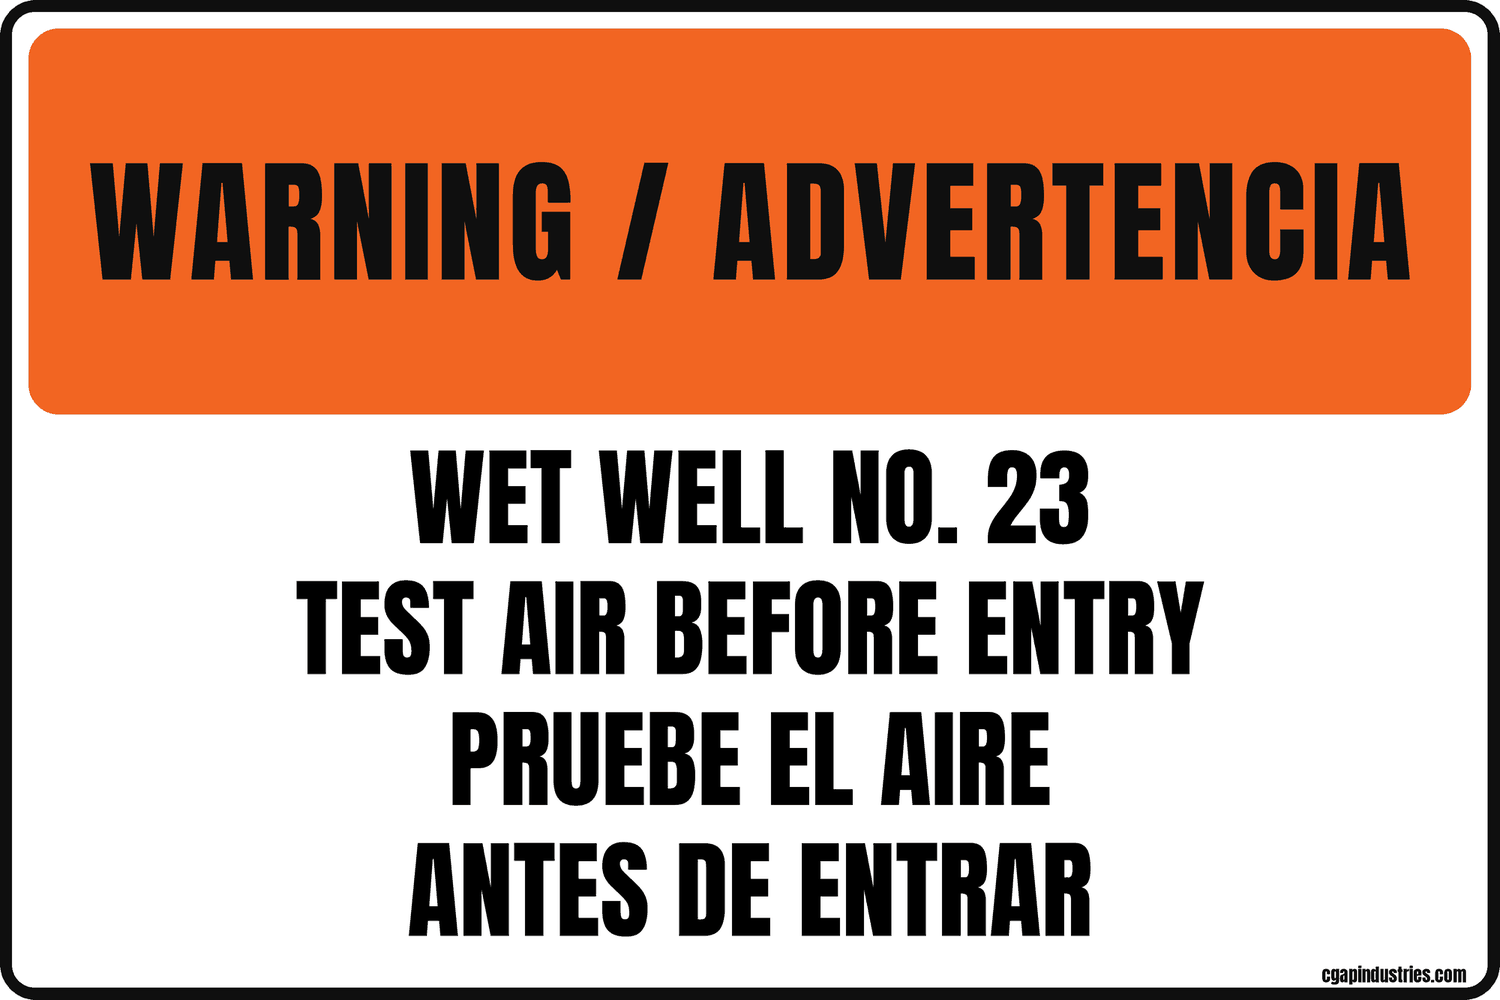 WARNING / ADVERTENCIA
WET WELL NO. 23
TEST AIR BEFORE ENTRY
PRUEBE EL AIRE
ANTES DE ENTRAR
cgapindustries.com